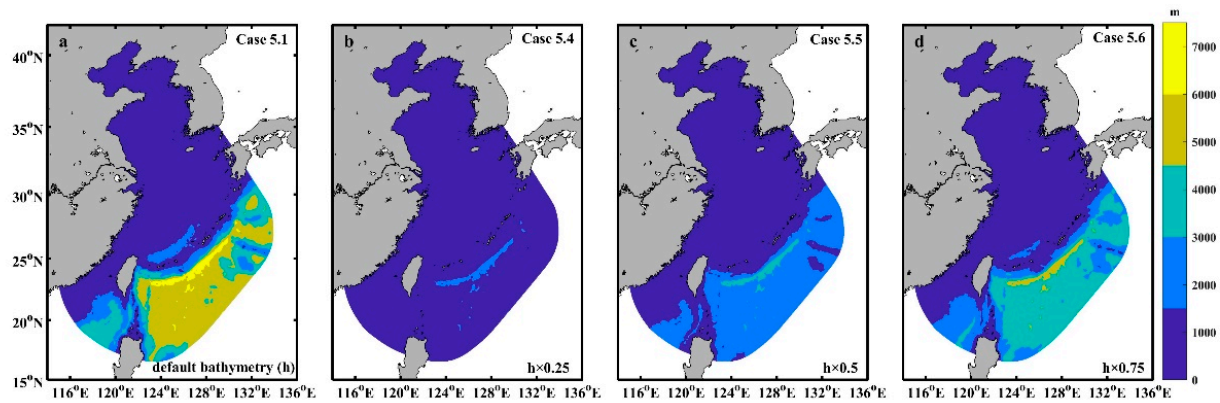 a
Case 5.1
default bathymetry (h)
b
Case 5.4
h×0.25
c
Case 5.5
h×0.5
d
Case 5.6
h×0.75
m
40°N
35°N
30°N
25°N
20°N
15°N
116°E 120°E 124°E 128°E 132°E 136°E
116°E 120°E 124°E 128°E 132°E 136°E
116°E 120°E 124°E 128°E 132°E 136°E
116°E 120°E 124°E 128°E 132°E 136°E
7000
6000
5000
4000
3000
2000
1000
0